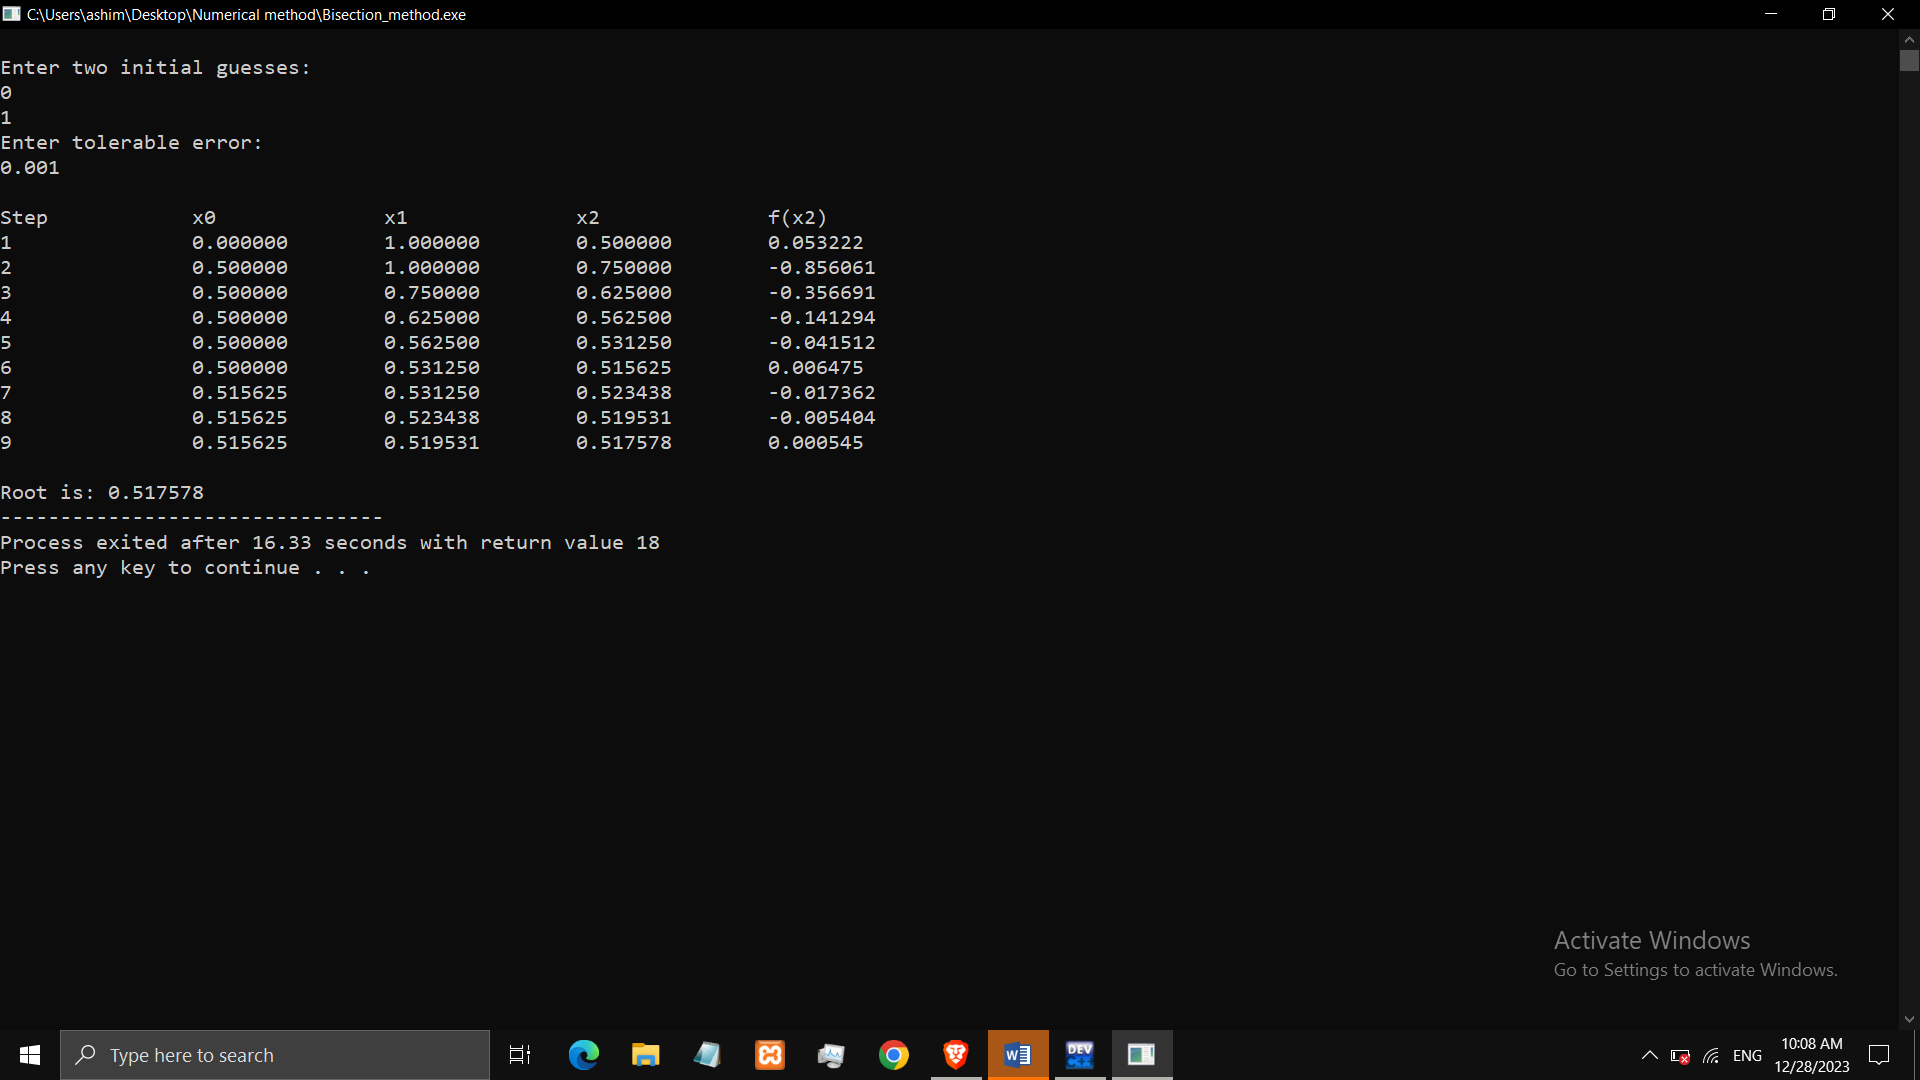 C:\Users\ashim\Desktop\Numerical method\Bisection_method.exe
Enter two initial guesses:
0
1
Enter tolerable error:
0.001
Step x0 x1 x2 f(x2)
1 0.000000 1.000000 0.500000 0.053222
2 0.500000 1.000000 0.750000 -0.856061
3 0.500000 0.750000 0.625000 -0.356691
4 0.500000 0.625000 0.562500 -0.141294
5 0.500000 0.562500 0.531250 -0.041512
6 0.500000 0.531250 0.515625 0.006475
7 0.515625 0.531250 0.523438 -0.017362
8 0.515625 0.523438 0.519531 -0.005404
9 0.515625 0.519531 0.517578 0.000545
Root is: 0.517578
--------------------------------
Process exited after 16.33 seconds with return value 18
Press any key to continue . . .
Activate Windows
Go to Settings to activate Windows.
Type here to search
W
DEV
C++
ENG
10:08 AM
12/28/2023